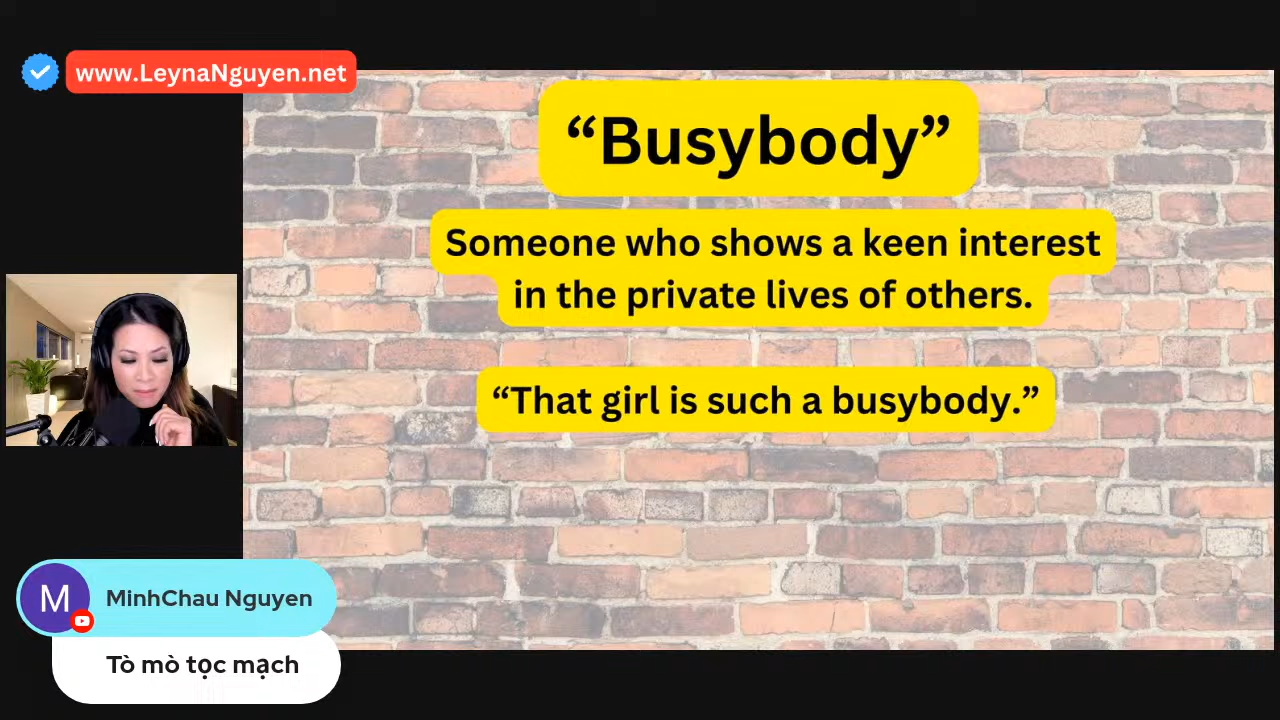 www.LeynaNguyen.net
“Busybody”
Someone who shows a keen interest
in the private lives of others.
“That girl is such a busybody.”
M
MinhChau Nguyen
Tò mò tọc mạch